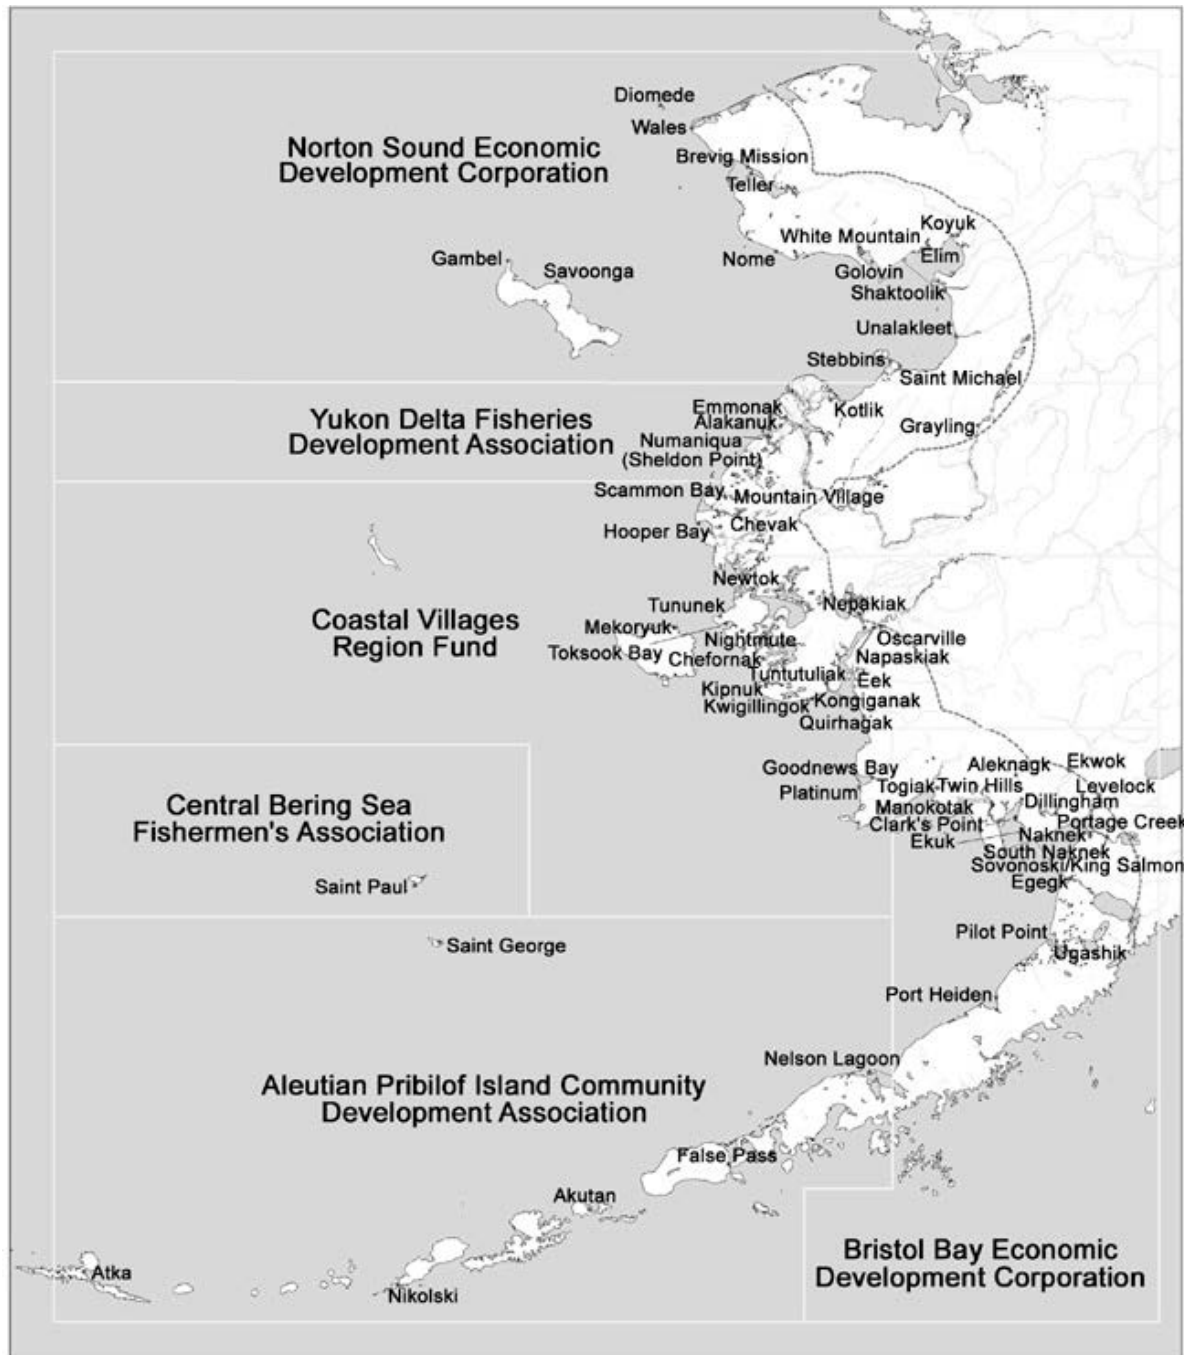 Diomede
Wales
Norton Sound Economic
Development Corporation
Brevig Mission
Teller
Koyuk
White Mountain
Elim
Nome
Gambel
Savoonga
Golovin
Shaktoolik
Unalakleet
Stebbins
Saint Michael
Yukon Delta Fisheries
Development Association
Emmonak
Kotlik
Alakanuk
Grayling
Numaniqua
(Sheldon Point)
Scammon Bay
Mountain Village
Chevak
Hooper Bay
Newtok
Coastal Villages
Region Fund
Tununek
Nepakiak
Mekoryuk
Nightmute
Oscarville
Toksook Bay
Chefornak
Napaskiak
Tuntutuliak
Eek
Kipnuk
Kongiganak
Kwigillingok
Quirhagak
Goodnews Bay
Aleknagk
Ekwok
Platinum
Togiak
Twin Hills
Levelock
Manokotak
Dillingham
Clark's Point
Portage Creek
Ekuk
Naknek
South Naknek
Sovonoski/King Salmon
Egegk
Central Bering Sea
Fishermen's Association
Saint Paul
Saint George
Pilot Point
Ugashik
Port Heiden
Nelson Lagoon
Aleutian Pribilof Island Community
Development Association
False Pass
Akutan
Atka
Nikolski
Bristol Bay Economic
Development Corporation